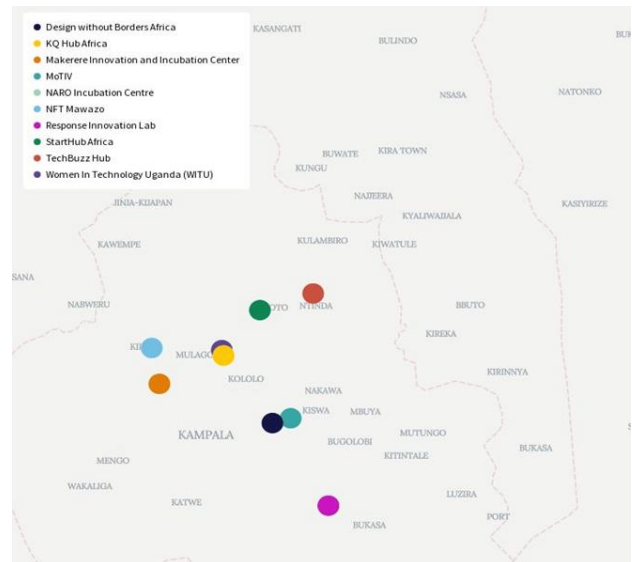 Design without Borders Africa
KQ Hub Africa
Makerere Innovation and Incubation Center
MoTIV
NARO Incubation Centre
NFT Mawazo
Response Innovation Lab
StartHub Africa
TechBuzz Hub
Women In Technology Uganda (WITU)
KASANGATI
BULINDO
BUK
NSASA
NATONKO
BUWATE
KIRA TOWN
KUNGU
NAJJEERA
JINJA-KIJAPAN
KASIYIRIZE
KYALIWAJJALA
KAWEMPE
KULAMBIRO
KIWATULE
SANA
NABWERU
OTO
NTINDA
BBUTO
KIREKA
MULAGO
KIRINNYA
KOLOLO
NAKAWA
KISWA
MBUYA
KAMPALA
MUTUNGO
BUGOLOBI
BUKASA
KITINTALE
MENGO
WAKALIGA
LUZIRA
KATWE
PORT
BUKASA